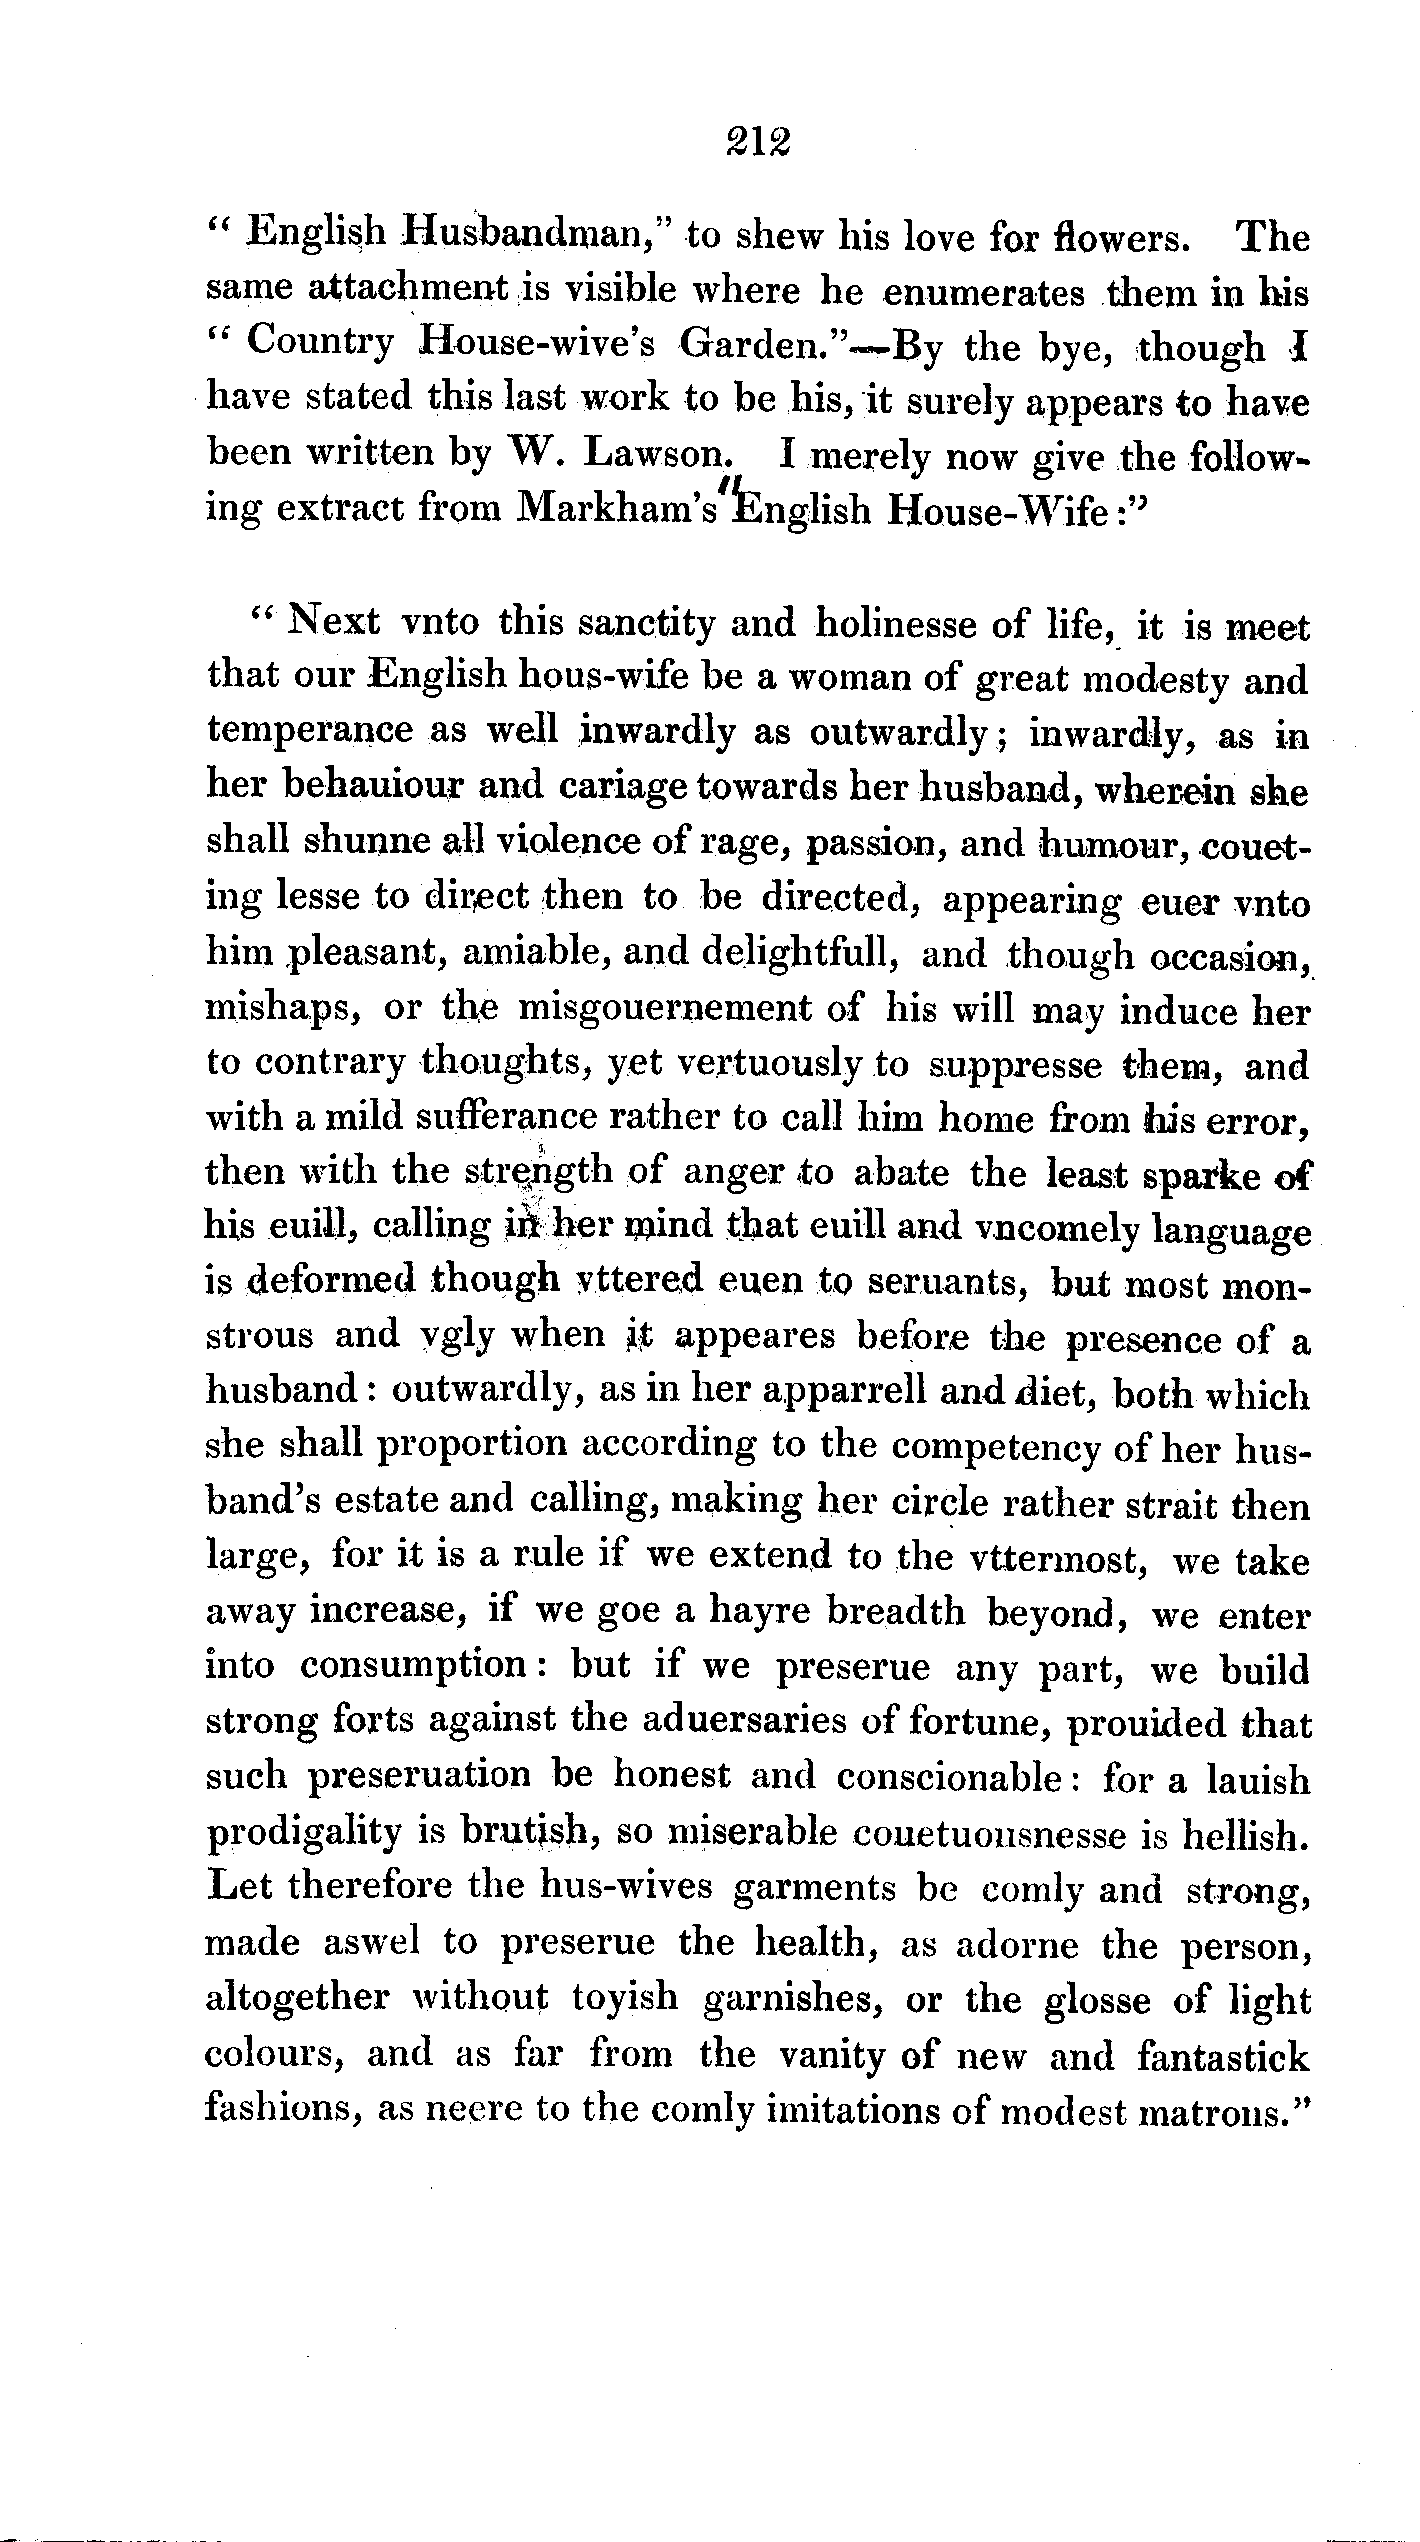 212
“ English Husbandman,” to shew his love for flowers. The
same attachment is visible where he enumerates them in his
“ Country House-wive’s Garden.”—By the bye, though I
have stated this last work to be his, it surely appears to have
been written by W. Lawson. I merely now give the follow-
ing extract from Markham’s "English House-Wife :”
“ Next vnto this sanctity and holinesse of life, it is meet
that our English hous-wife be a woman of great modesty and
temperance as well inwardly as outwardly ; inwardly, as in
her behauiour and cariage towards her husband, wherein she
shall shunne all violence of rage, passion, and humour, couet-
ing lesse to direct then to be directed, appearing euer vnto
him pleasant, amiable, and delightfull, and though occasion,
mishaps, or the misgouernement of his will may induce her
to contrary thoughts, yet vertuously to suppresse them, and
with a mild sufferance rather to call him home from his error,
then with the strength of anger to abate the least sparke of
his euill, calling in her mind that euill and vncomely language
is deformed though vttered euen to seruants, but most mon-
strous and vgly when it appeares before the presence of a
husband : outwardly, as in her apparrell and diet, both which
she shall proportion according to the competency of her hus-
band’s estate and calling, making her circle rather strait then
large, for it is a rule if we extend to the vttermost, we take
away increase, if we goe a hayre breadth beyond, we enter
into consumption : but if we preserue any part, we build
strong forts against the aduersaries of fortune, prouided that
such preseruation be honest and conscionable : for a lauish
prodigality is brutish, so miserable couetuousnesse is hellish.
Let therefore the hus-wives garments be comly and strong,
made aswel to preserue the health, as adorne the person,
altogether without toyish garnishes, or the glosse of light
colours, and as far from the vanity of new and fantastick
fashions, as neere to the comly imitations of modest matrons.”